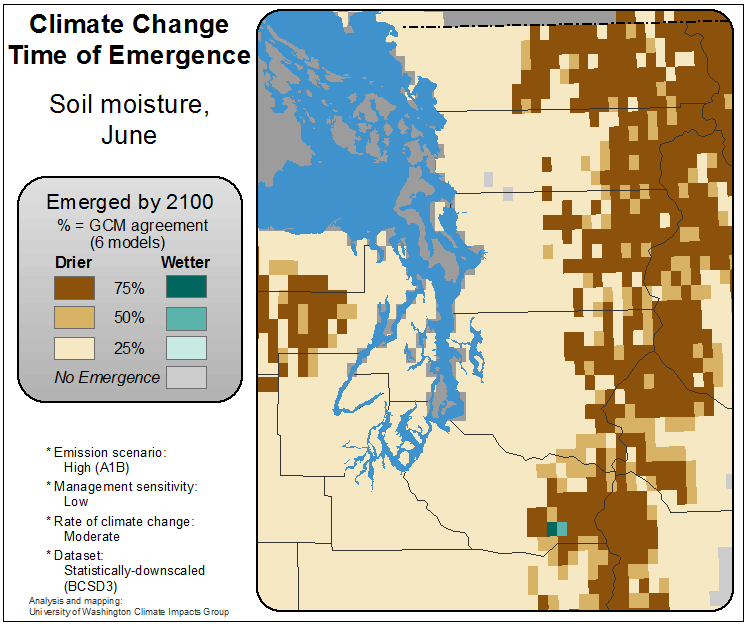 Climate Change
Time of Emergence
Soil moisture,
June
Emerged by 2100
% = GCM agreement
(6 models)
Drier Wetter
75%
50%
25%
No Emergence
* Emission scenario:
High (A1B)
* Management sensitivity:
Low
* Rate of climate change:
Moderate
* Dataset:
Statistically-downscaled
(BCSD3)
Analysis and mapping:
University of Washington Climate Impacts Group